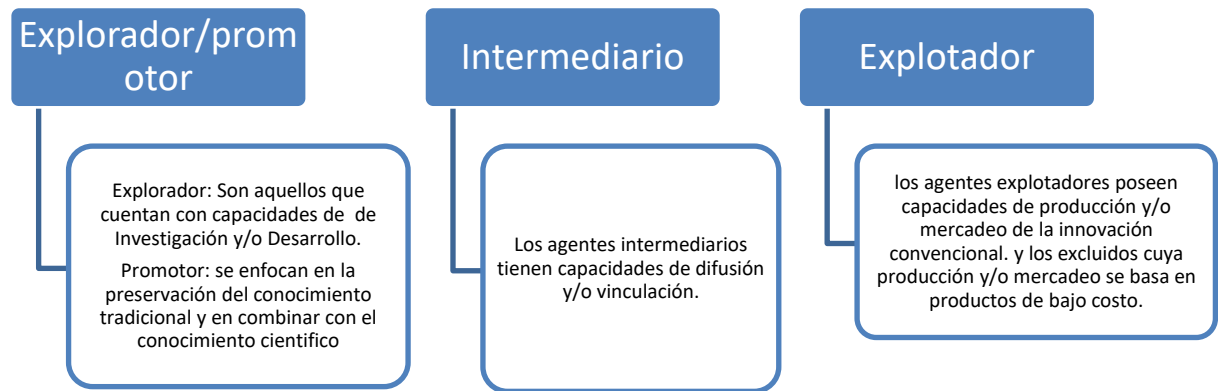 Explorador/prom
otor
Explorador: Son aquellos que
cuentan con capacidades de  de
Investigación y/o Desarrollo.
Promotor: se enfocan en la
preservación del conocimiento
tradicional y en combinar con el
conocimiento cientifico
Intermediario
Los agentes intermediarios
tienen capacidades de difusión
y/o vinculación.
Explotador
los agentes explotadores poseen
capacidades de producción y/o
mercadeo de la innovación
convencional. y los excluidos cuya
producción y/o mercadeo se basa en
productos de bajo costo.